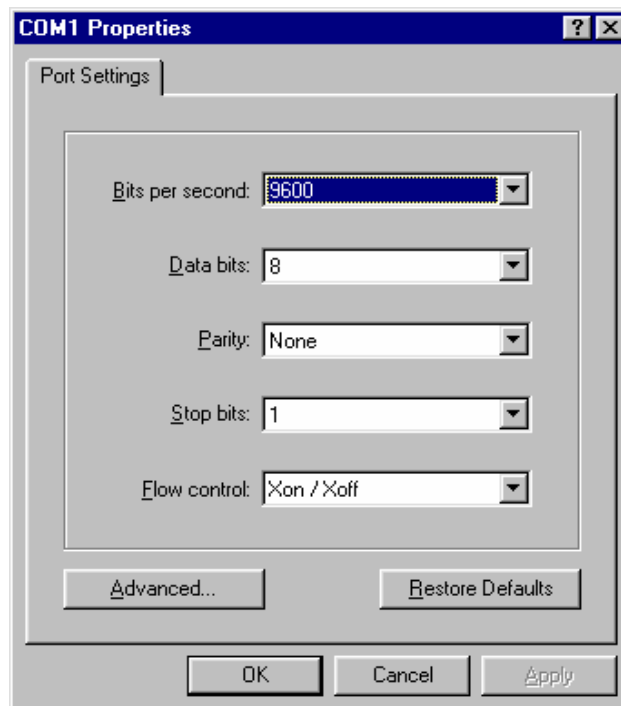 COM1 Properties
Port Settings
Bits per second: 9600
Data bits: 8
Parity: None
Stop bits: 1
Flow control: Xon / Xoff
Advanced... Restore Defaults
OK Cancel Apply